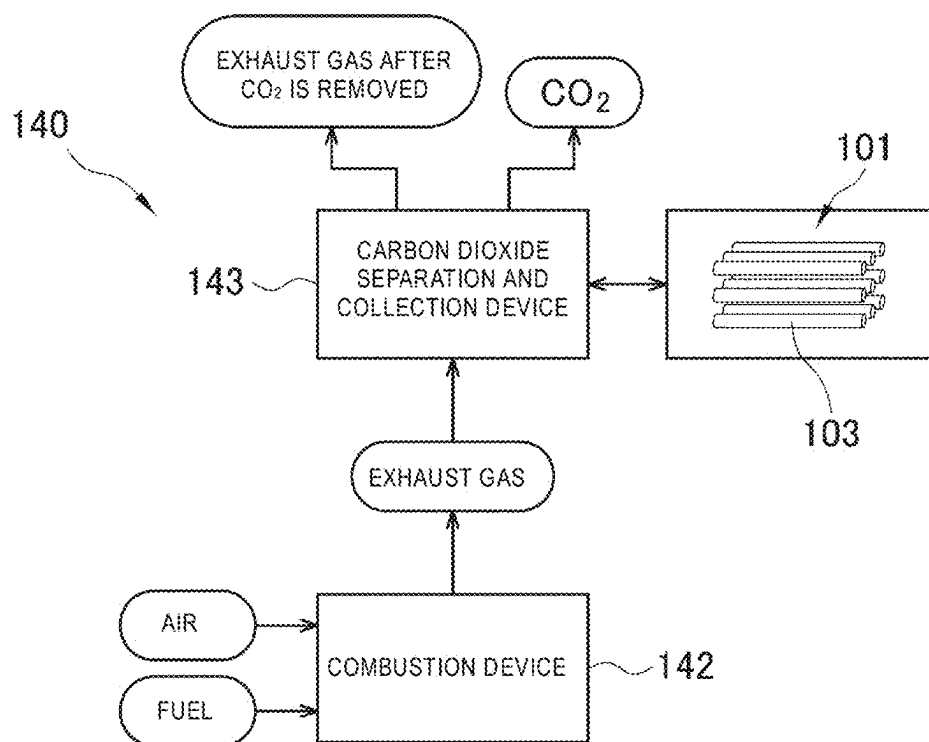 EXHAUST GAS AFTER
CO₂ IS REMOVED
CO₂
140
101
CARBON DIOXIDE
SEPARATION AND
COLLECTION DEVICE
143
103
EXHAUST GAS
AIR
COMBUSTION DEVICE
142
FUEL